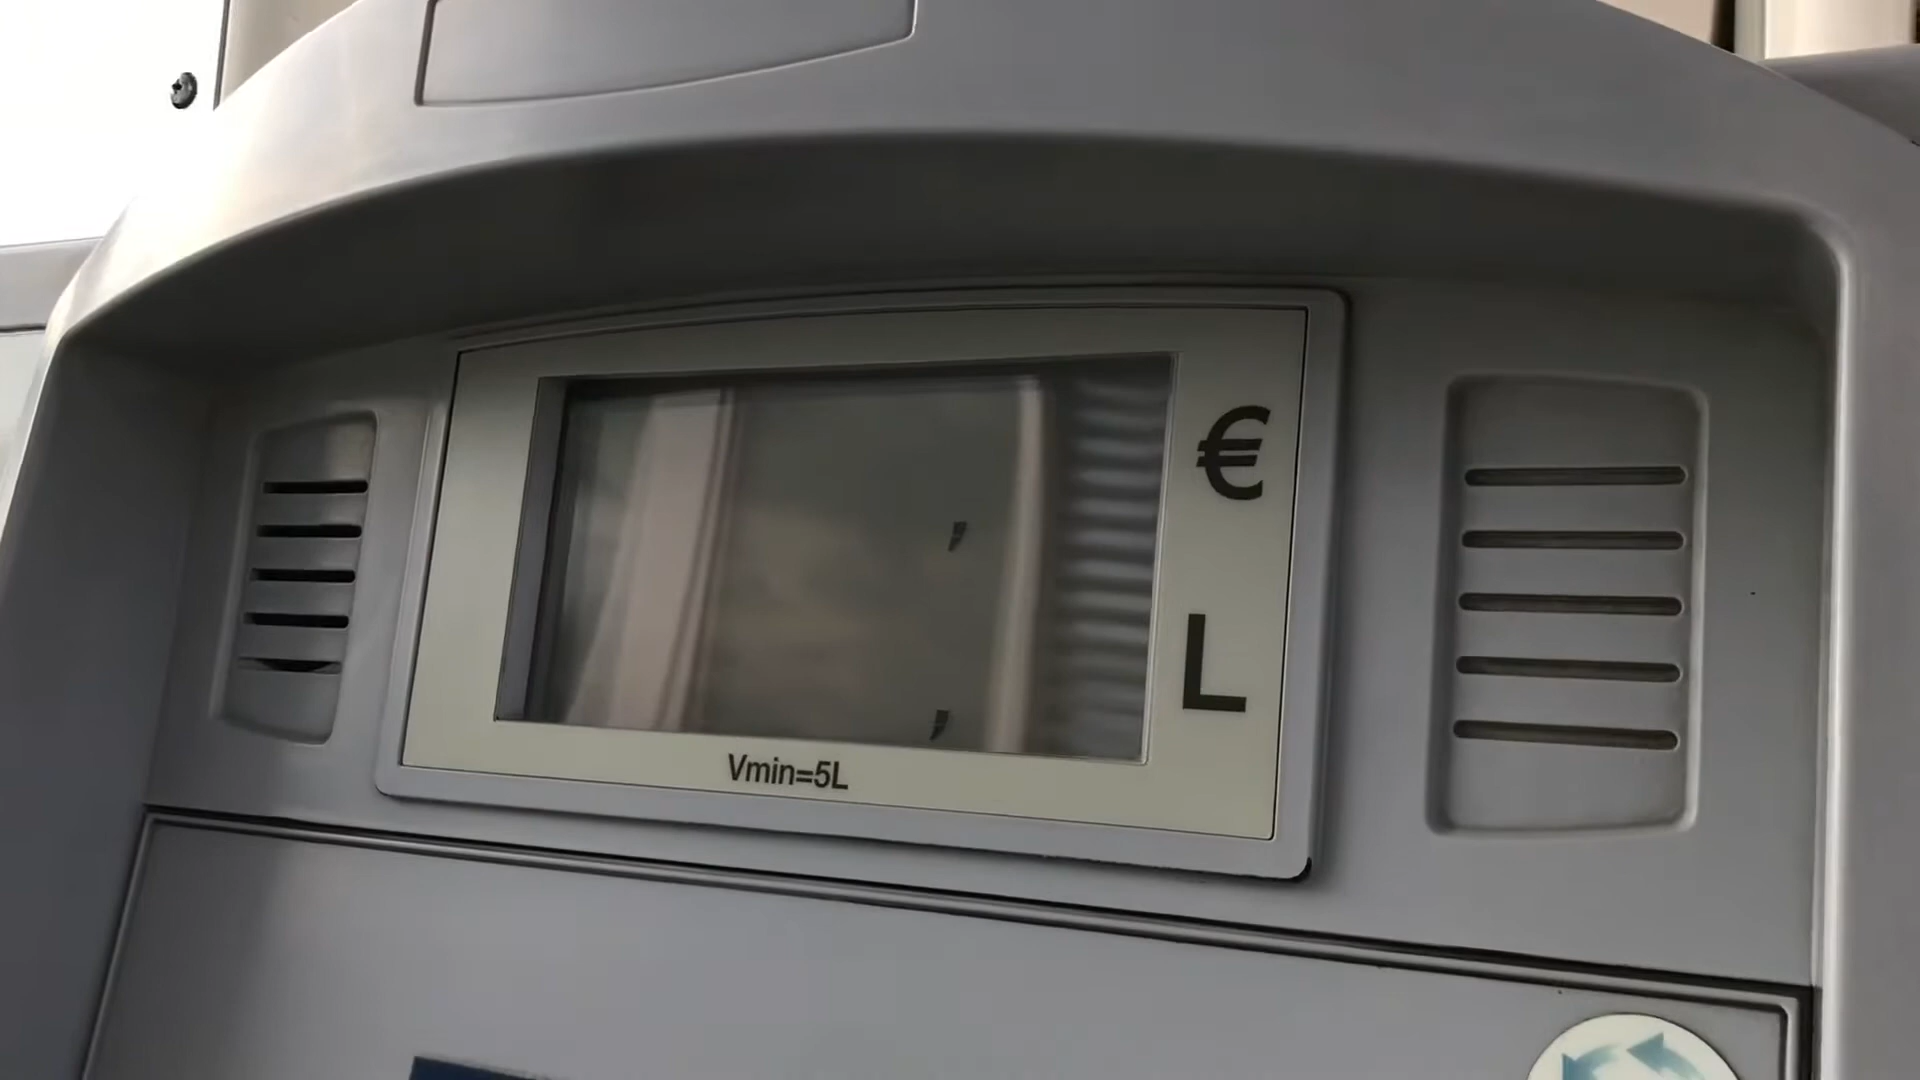 €
,
L
,
Vmin=5L